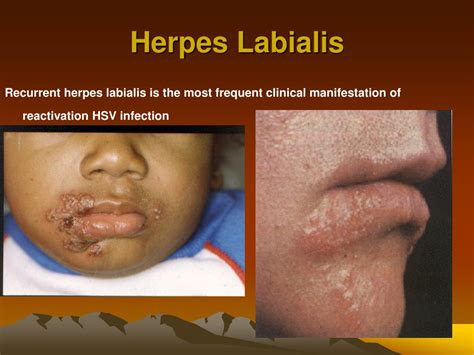 Herpes Labialis
Recurrent herpes labialis is the most frequent clinical manifestation of
reactivation HSV infection